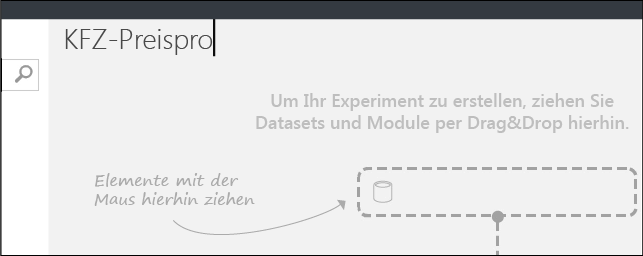 KFZ-Preispro
Um Ihr Experiment zu erstellen, ziehen Sie
Datasets und Module per Drag&Drop hierhin.
Elemente mit der
Maus hierhin ziehen